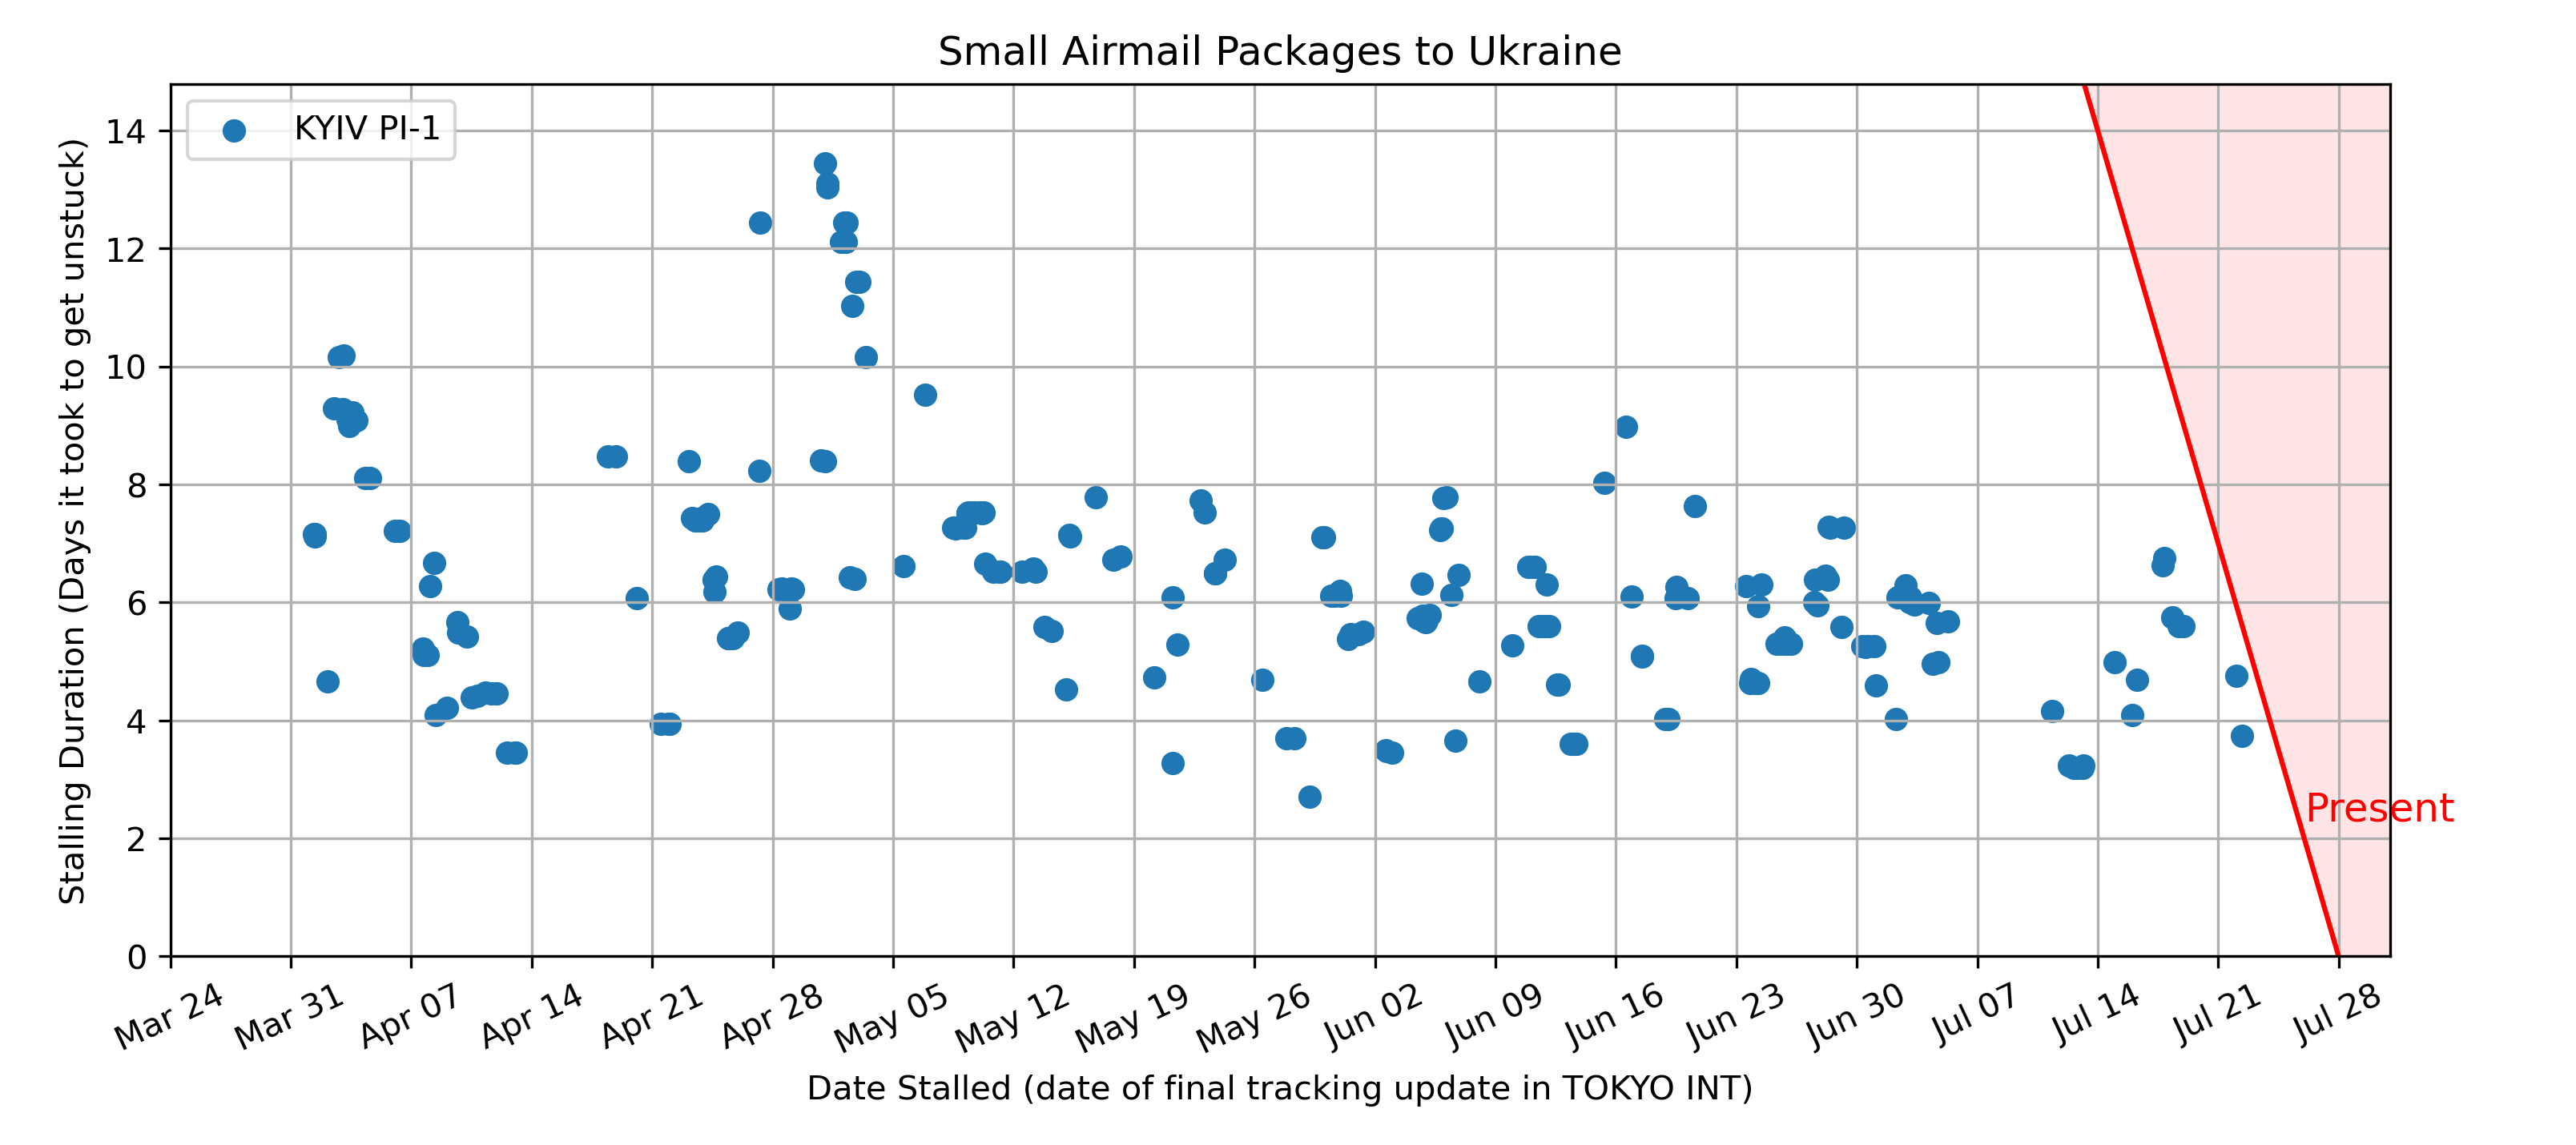 Small Airmail Packages to Ukraine
KYIV PI-1
Stalling Duration (Days it took to get unstuck)
14
12
10
8
6
4
2
0
Present
Mar 24
Mar 31
Apr 07
Apr 14
Apr 21
Apr 28
May 05
May 12
May 19
May 26
Jun 02
Jun 09
Jun 16
Jun 23
Jun 30
Jul 07
Jul 14
Jul 21
Jul 28
Date Stalled (date of final tracking update in TOKYO INT)